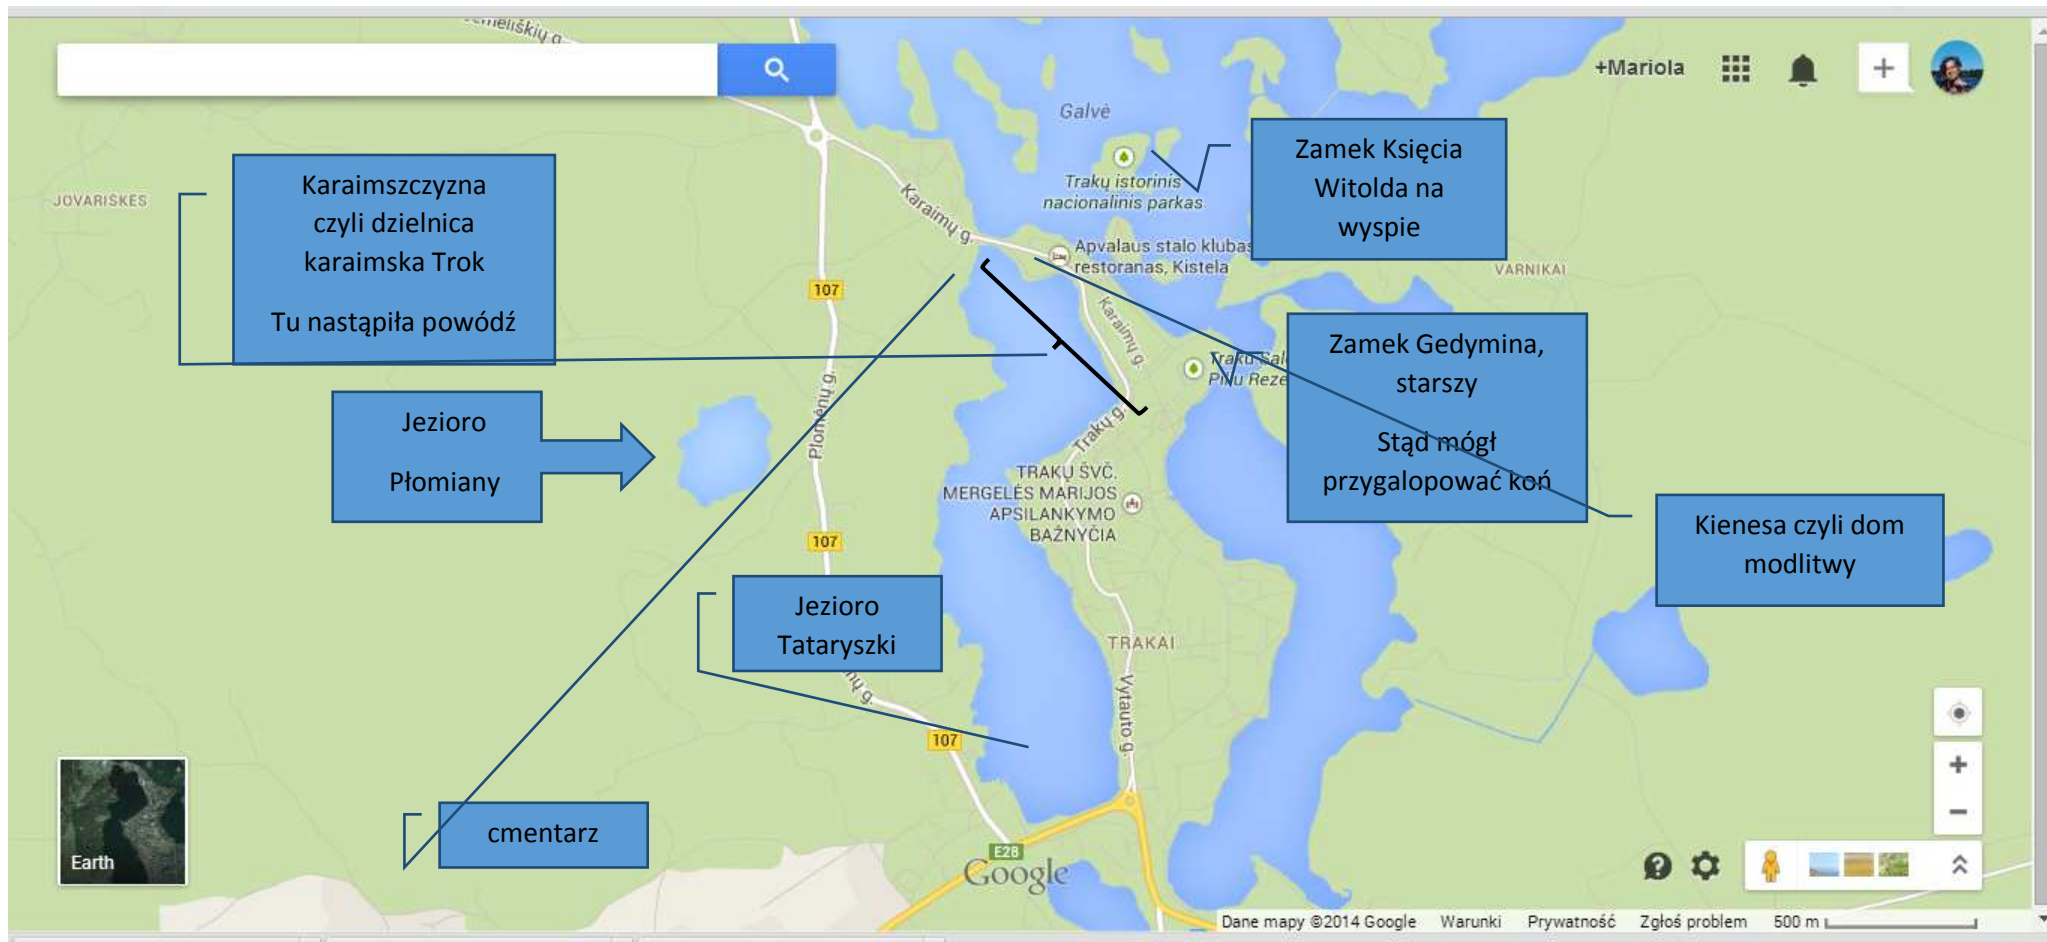 +Mariola
Galvė
JOVARIŠKĖS
Karaimszczyzna
czyli dzielnica
karaimska Trok
Tu nastąpiła powódź
Karaimų g.
Trakų istorinis
nacionalinis parkas
Zamek Księcia
Witolda na
wyspie
Apvalaus stalo klubas
restoranas, Kistela
VARNIKAI
107
Karaimų g.
Zamek Gedymina,
starszy
Stąd mógł
przygalopować koń
Jezioro
Płomiany
Plomėnų g.
Trakų g.
TRAKŲ ŠVČ.
MERGELĖS MARIJOS
APSILANKYMO
BAŽNYČIA
107
Kienesa czyli dom
modlitwy
Jezioro
Tataryszki
TRAKAI
Vytauto g.
107
cmentarz
Earth
E28
Google
Dane mapy ©2014 Google Warunki Prywatność Zgłoś problem 500 m